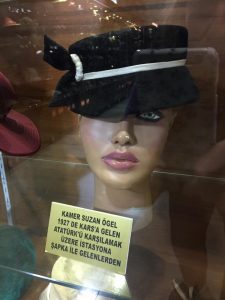 KAMER SUZAN ÖGEL
1927 DE KARS'A GELEN
ATATÜRK'Ü KARŞILAMAK
ÜZERE İSTASYONA
ŞAPKA İLE GELENLERDEN